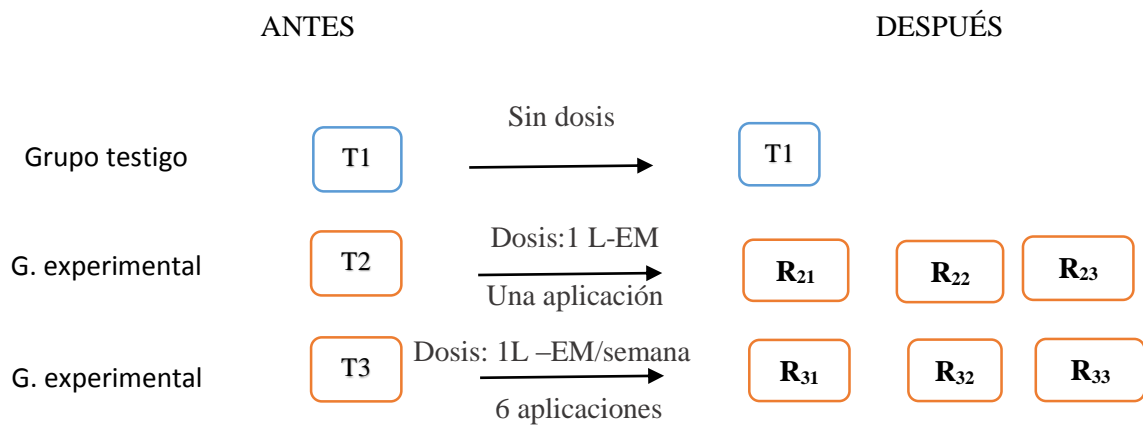 ANTES DESPUÉS
Sin dosis
Grupo testigo T1 T1
Dosis:1 L-EM
G. experimental T2 R₂₁ R₂₂ R₂₃
Una aplicación
Dosis: 1L –EM/semana
G. experimental T3 R₃₁ R₃₂ R₃₃
6 aplicaciones